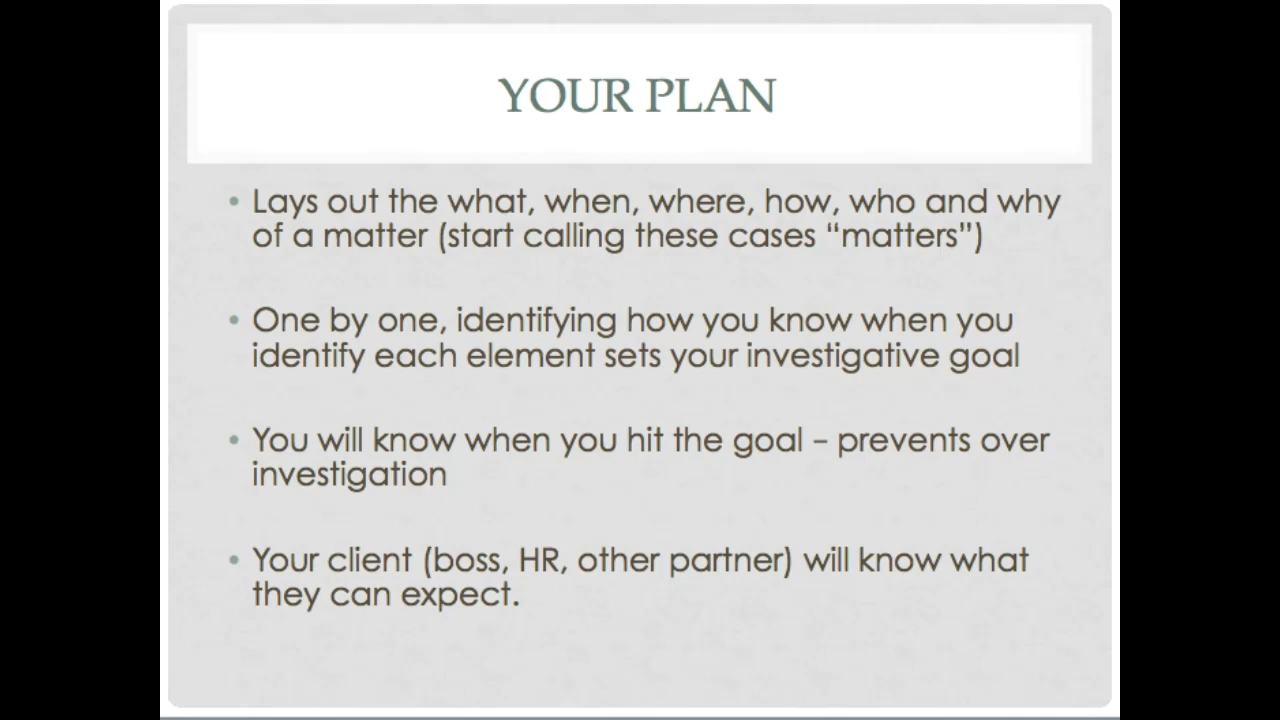 YOUR PLAN
• Lays out the what, when, where, how, who and why
of a matter (start calling these cases “matters”)
• One by one, identifying how you know when you
identify each element sets your investigative goal
• You will know when you hit the goal – prevents over
investigation
• Your client (boss, HR, other partner) will know what
they can expect.